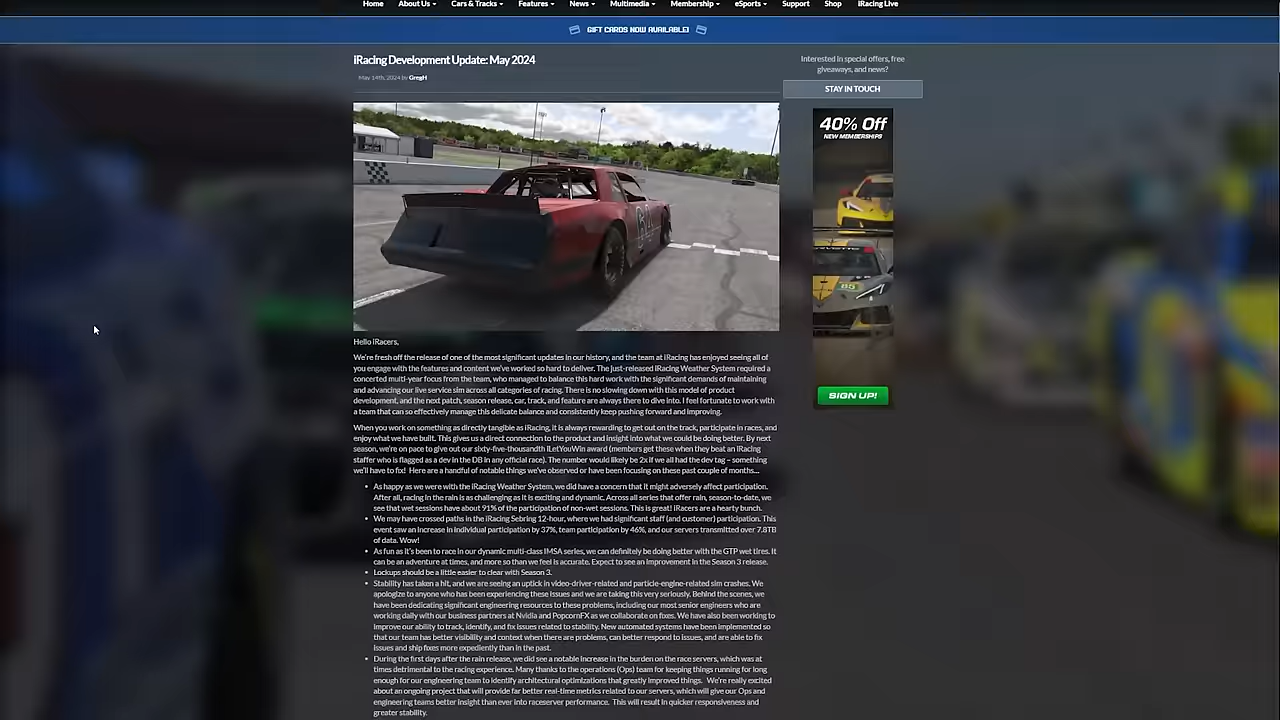 Home About Us Cars & Tracks Features News Multimedia Membership eSports Support Shop iRacing Live
GIFT CARDS NOW AVAILABLE!
iRacing Development Update: May 2024
May 14th, 2024 by GregH
Interested in special offers, free
giveaways, and news?
STAY IN TOUCH
40% Off
NEW MEMBERSHIPS
85
SIGN UP!
Hello iRacers,
We're fresh off the release of one of the most significant updates in our history, and the team at iRacing has enjoyed seeing all of
you engage with the features and content we've worked so hard to deliver. The just-released iRacing Weather System required a
concerted multi-year focus from the team, who managed to balance this hard work with the significant demands of maintaining
and advancing our live service sim across all categories of racing. There is no slowing down with this model of product
development, and the next patch, season release, car, track, and feature are always there to dive into. I feel fortunate to work with
a team that can so effectively manage this delicate balance and consistently keep pushing forward and improving.
When you work on something as directly tangible as iRacing, it is always rewarding to get out on the track, participate in races, and
enjoy what we have built. This gives us a direct connection to the product and insight into what we could be doing better. By next
season, we're on pace to give out our sixty-five-thousandth iLetYouWin award (members get these when they beat an iRacing
staffer who is flagged as a dev in the DB in any official race). The number would likely be 2x if we all had the dev tag – something
we'll have to fix! Here are a handful of notable things we've observed or have been focusing on these past couple of months…
• As happy as we were with the iRacing Weather System, we did have a concern that it might adversely affect participation.
After all, racing in the rain is as challenging as it is exciting and dynamic. Across all series that offer rain, season-to-date, we
see that wet sessions have about 91% of the participation of non-wet sessions. This is great! iRacers are a hearty bunch.
• We may have crossed paths in the iRacing Sebring 12-hour, where we had significant staff (and customer) participation. This
event saw an increase in individual participation by 37%, team participation by 46%, and our servers transmitted over 7.8TB
of data. Wow!
• As fun as it's been to race in our dynamic multi-class IMSA series, we can definitely be doing better with the GTP wet tires. It
can be an adventure at times, and more so than we feel is accurate. Expect to see an improvement in the Season 3 release.
• Lockups should be a little easier to clear with Season 3.
• Stability has taken a hit, and we are seeing an uptick in video-driver-related and particle-engine-related sim crashes. We
apologize to anyone who has been experiencing these issues and we are taking this very seriously. Behind the scenes, we
have been dedicating significant engineering resources to these problems, including our most senior engineers who are
working daily with our business partners at Nvidia and PopcornFX as we collaborate on fixes. We have also been working to
improve our ability to track, identify, and fix issues related to stability. New automated systems have been implemented so
that our team has better visibility and context when there are problems, can better respond to issues, and are able to fix
issues and ship fixes more expediently than in the past.
• During the first days after the rain release, we did see a notable increase in the burden on the race servers, which was at
times detrimental to the racing experience. Many thanks to the operations (Ops) team for keeping things running for long
enough for our engineering team to identify architectural optimizations that greatly improved things. We're really excited
about an ongoing project that will provide far better real-time metrics related to our servers, which will give our Ops and
engineering teams better insight than ever into raceserver performance. This will result in quicker responsiveness and
greater stability.